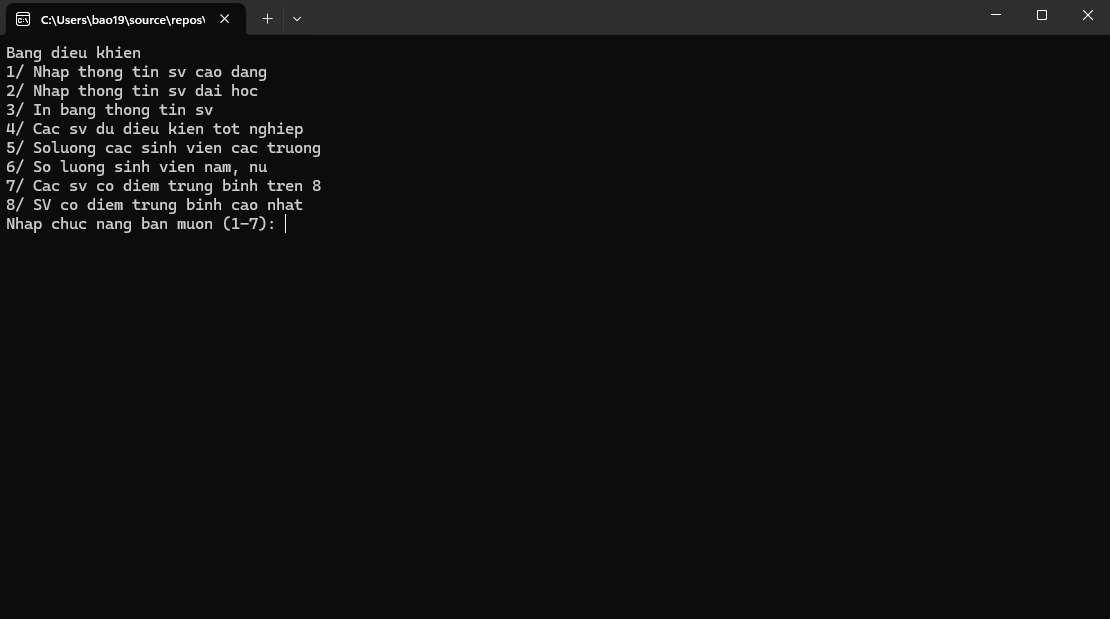 C:\Users\bao19\source\repos\
Bang dieu khien
1/ Nhap thong tin sv cao dang
2/ Nhap thong tin sv dai hoc
3/ In bang thong tin sv
4/ Cac sv du dieu kien tot nghiep
5/ Soluong cac sinh vien cac truong
6/ So luong sinh vien nam, nu
7/ Cac sv co diem trung binh tren 8
8/ SV co diem trung binh cao nhat
Nhap chuc nang ban muon (1-7):